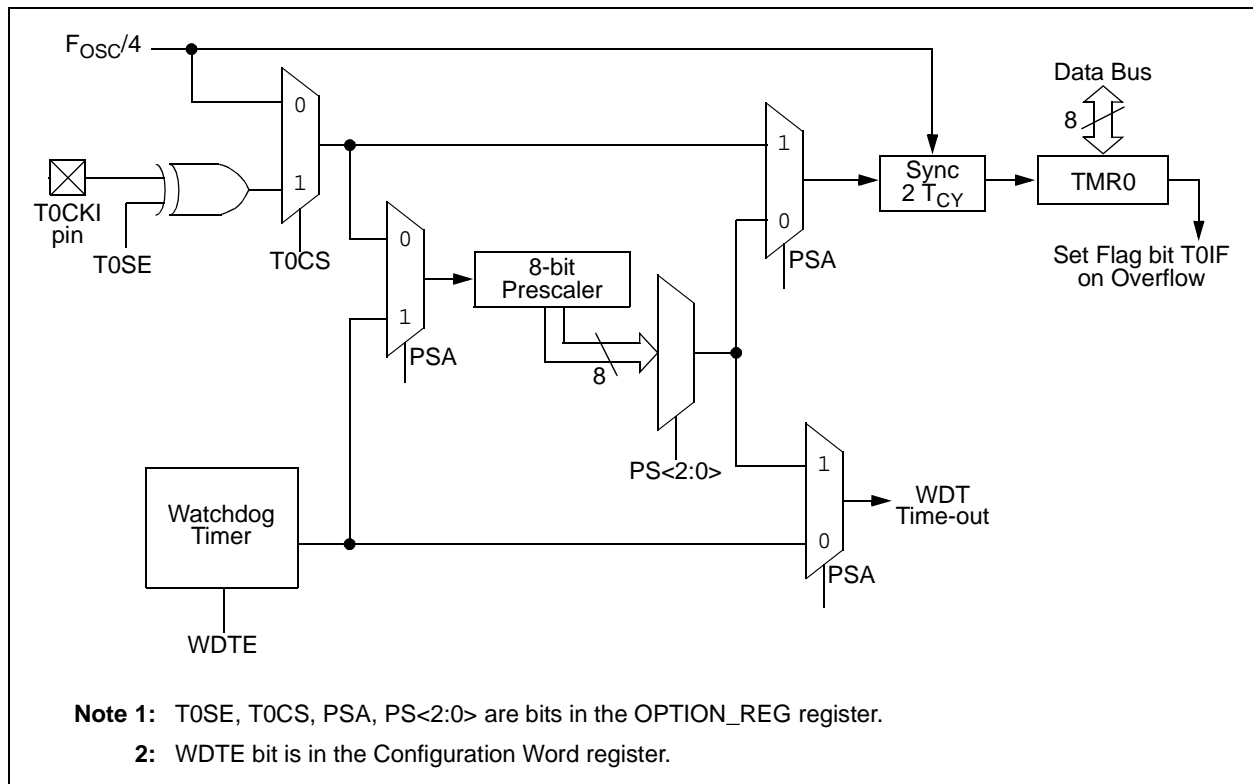 FOSC/4
Data Bus
0
8
1
1
Sync
2 TCY
TMR0
T0CKI
pin
T0SE
T0CS
0
0
8-bit
Prescaler
PSA
Set Flag bit T0IF
on Overflow
1
PSA
8
PS<2:0>
1
WDT
Time-out
Watchdog
Timer
0
PSA
WDTE
Note 1: T0SE, T0CS, PSA, PS<2:0> are bits in the OPTION_REG register.
2: WDTE bit is in the Configuration Word register.